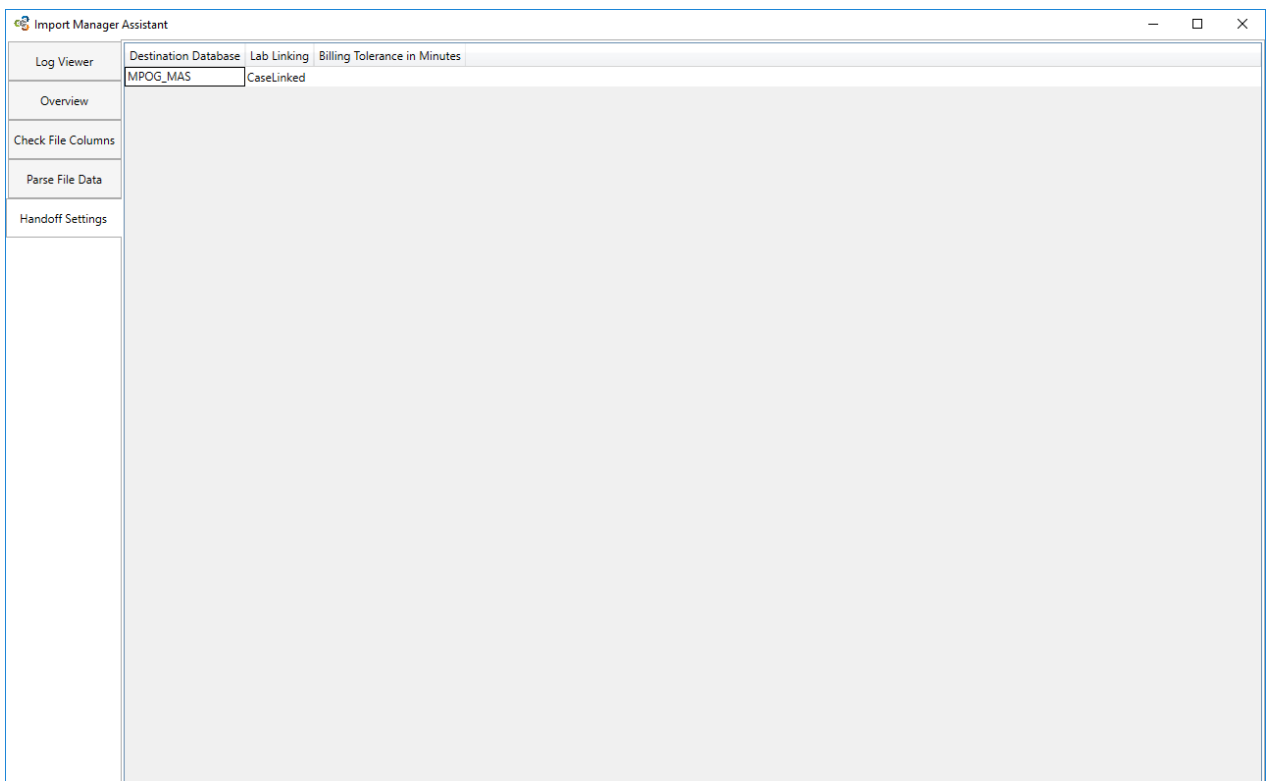 Import Manager Assistant
Log Viewer
Overview
Check File Columns
Parse File Data
Handoff Settings
Destination Database Lab Linking Billing Tolerance in Minutes
MPOG_MAS CaseLinked